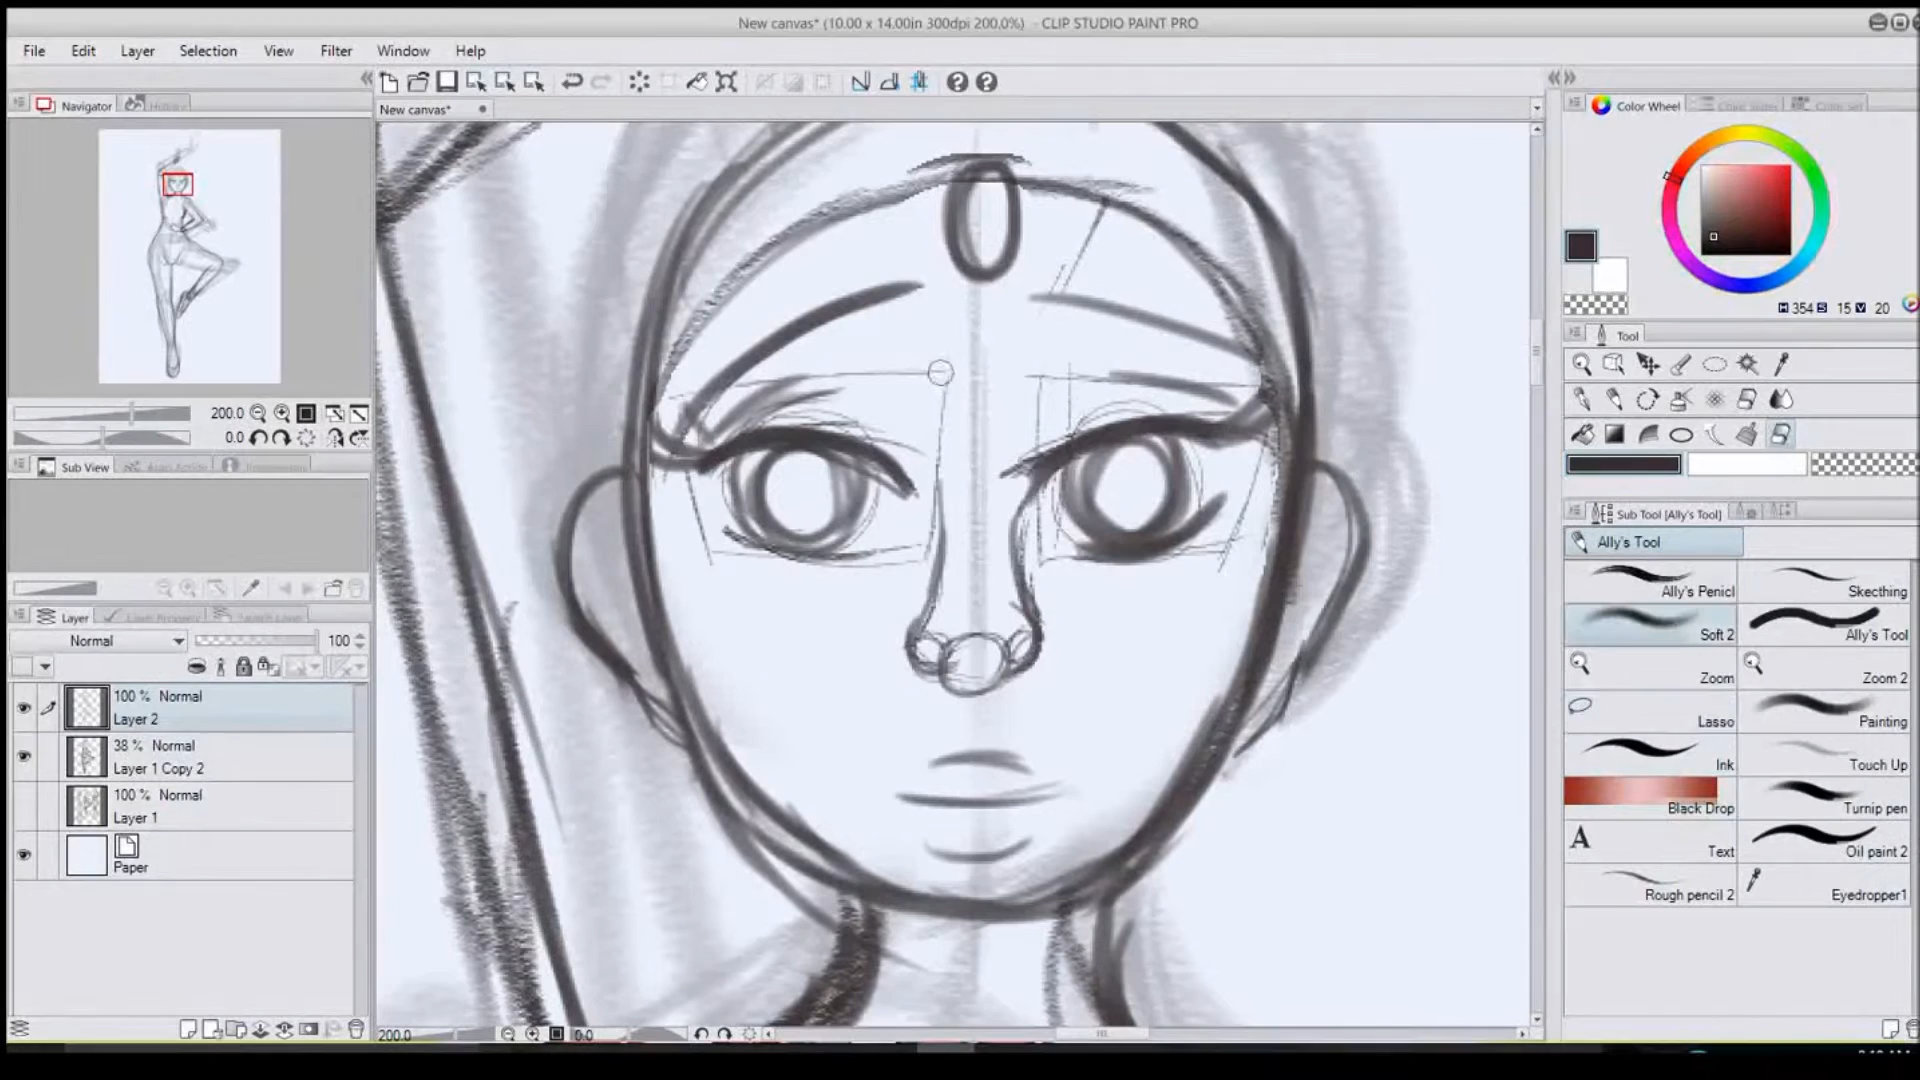 New canvas* (10.00 x 14.00in 300dpi 200.0%) - CLIP STUDIO PAINT PRO
File Edit Layer Selection View Filter Window Help
Navigator
New canvas*
Color Wheel
354 S 15 V 20
Tool
200.0
0.0
Sub View
Sub Tool [Ally's Tool]
Ally's Tool
Ally's Penicl
Skecthing
Soft 2
Ally's Tool
Zoom
Zoom 2
Lasso
Painting
Ink
Touch Up
Black Drop
Turnip pen
A Text
Oil paint 2
Rough pencil 2
Eyedropper1
Layer
Normal 100
100 % Normal
Layer 2
38 % Normal
Layer 1 Copy 2
100 % Normal
Layer 1
Paper
200.0 0.0